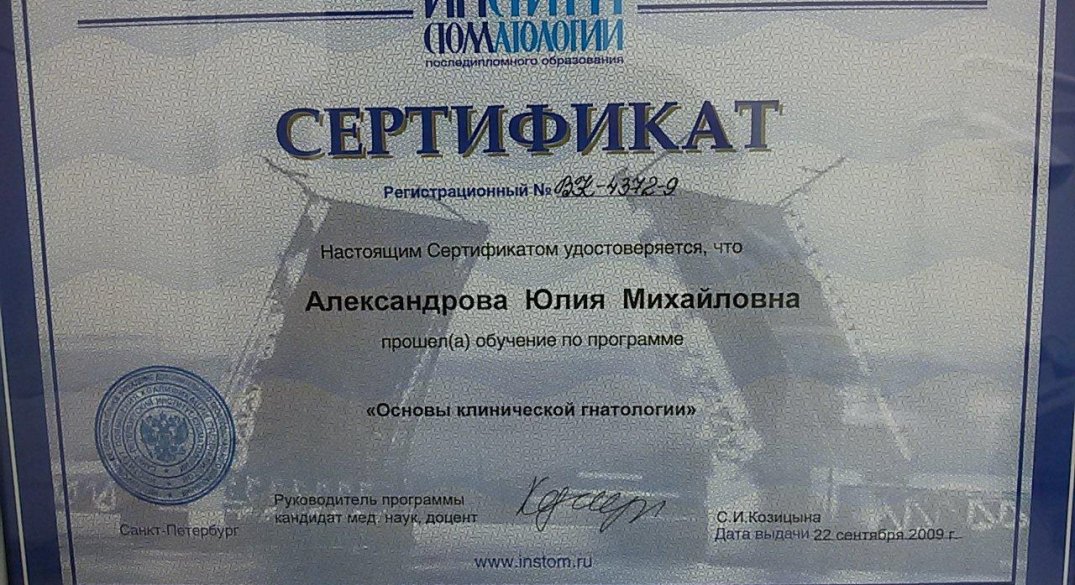 ИНСТИТУТ
СТОМАТОЛОГИИ
последипломного образования
СЕРТИФИКАТ
Регистрационный № ВК-4372-9
Настоящим Сертификатом удостоверяется, что
Александрова Юлия Михайловна
прошел(а) обучение по программе
«Основы клинической гнатологии»
Руководитель программы
кандидат мед. наук, доцент
С.И.Козицына
Санкт-Петербург
Дата выдачи 22 сентября 2009 г.
www.instom.ru